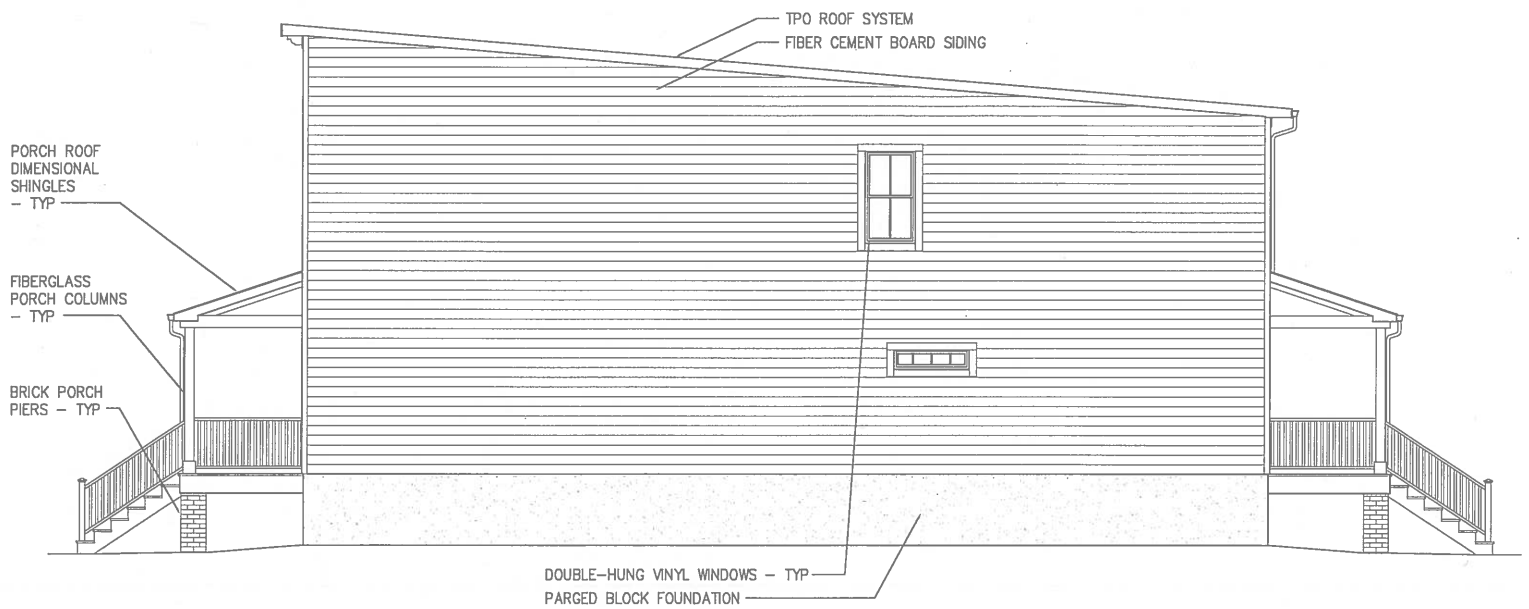 TPO ROOF SYSTEM
FIBER CEMENT BOARD SIDING
PORCH ROOF
DIMENSIONAL
SHINGLES
– TYP
FIBERGLASS
PORCH COLUMNS
– TYP
BRICK PORCH
PIERS – TYP
DOUBLE–HUNG VINYL WINDOWS – TYP
PARGED BLOCK FOUNDATION